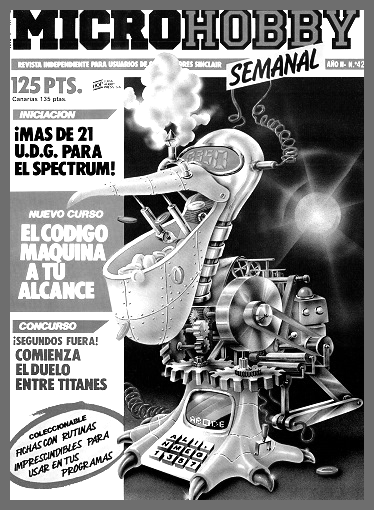 MICROHOBBY
REVISTA INDEPENDIENTE PARA USUARIOS DE ORDENADORES SINCLAIR
SEMANAL
AÑO II- N.º 42
125 PTS.
Canarias 135 ptas.
INICIACION
¡MAS DE 21
U.D.G. PARA
EL SPECTRUM!
NUEVO CURSO
EL CODIGO
MAQUINA
A TU
ALCANCE
CONCURSO
¡SEGUNDOS FUERA!
COMIENZA
EL DUELO
ENTRE TITANES
COLECCIONABLE
FICHAS CON RUTINAS
IMPRESCINDIBLES PARA
USAR EN TUS
PROGRAMAS